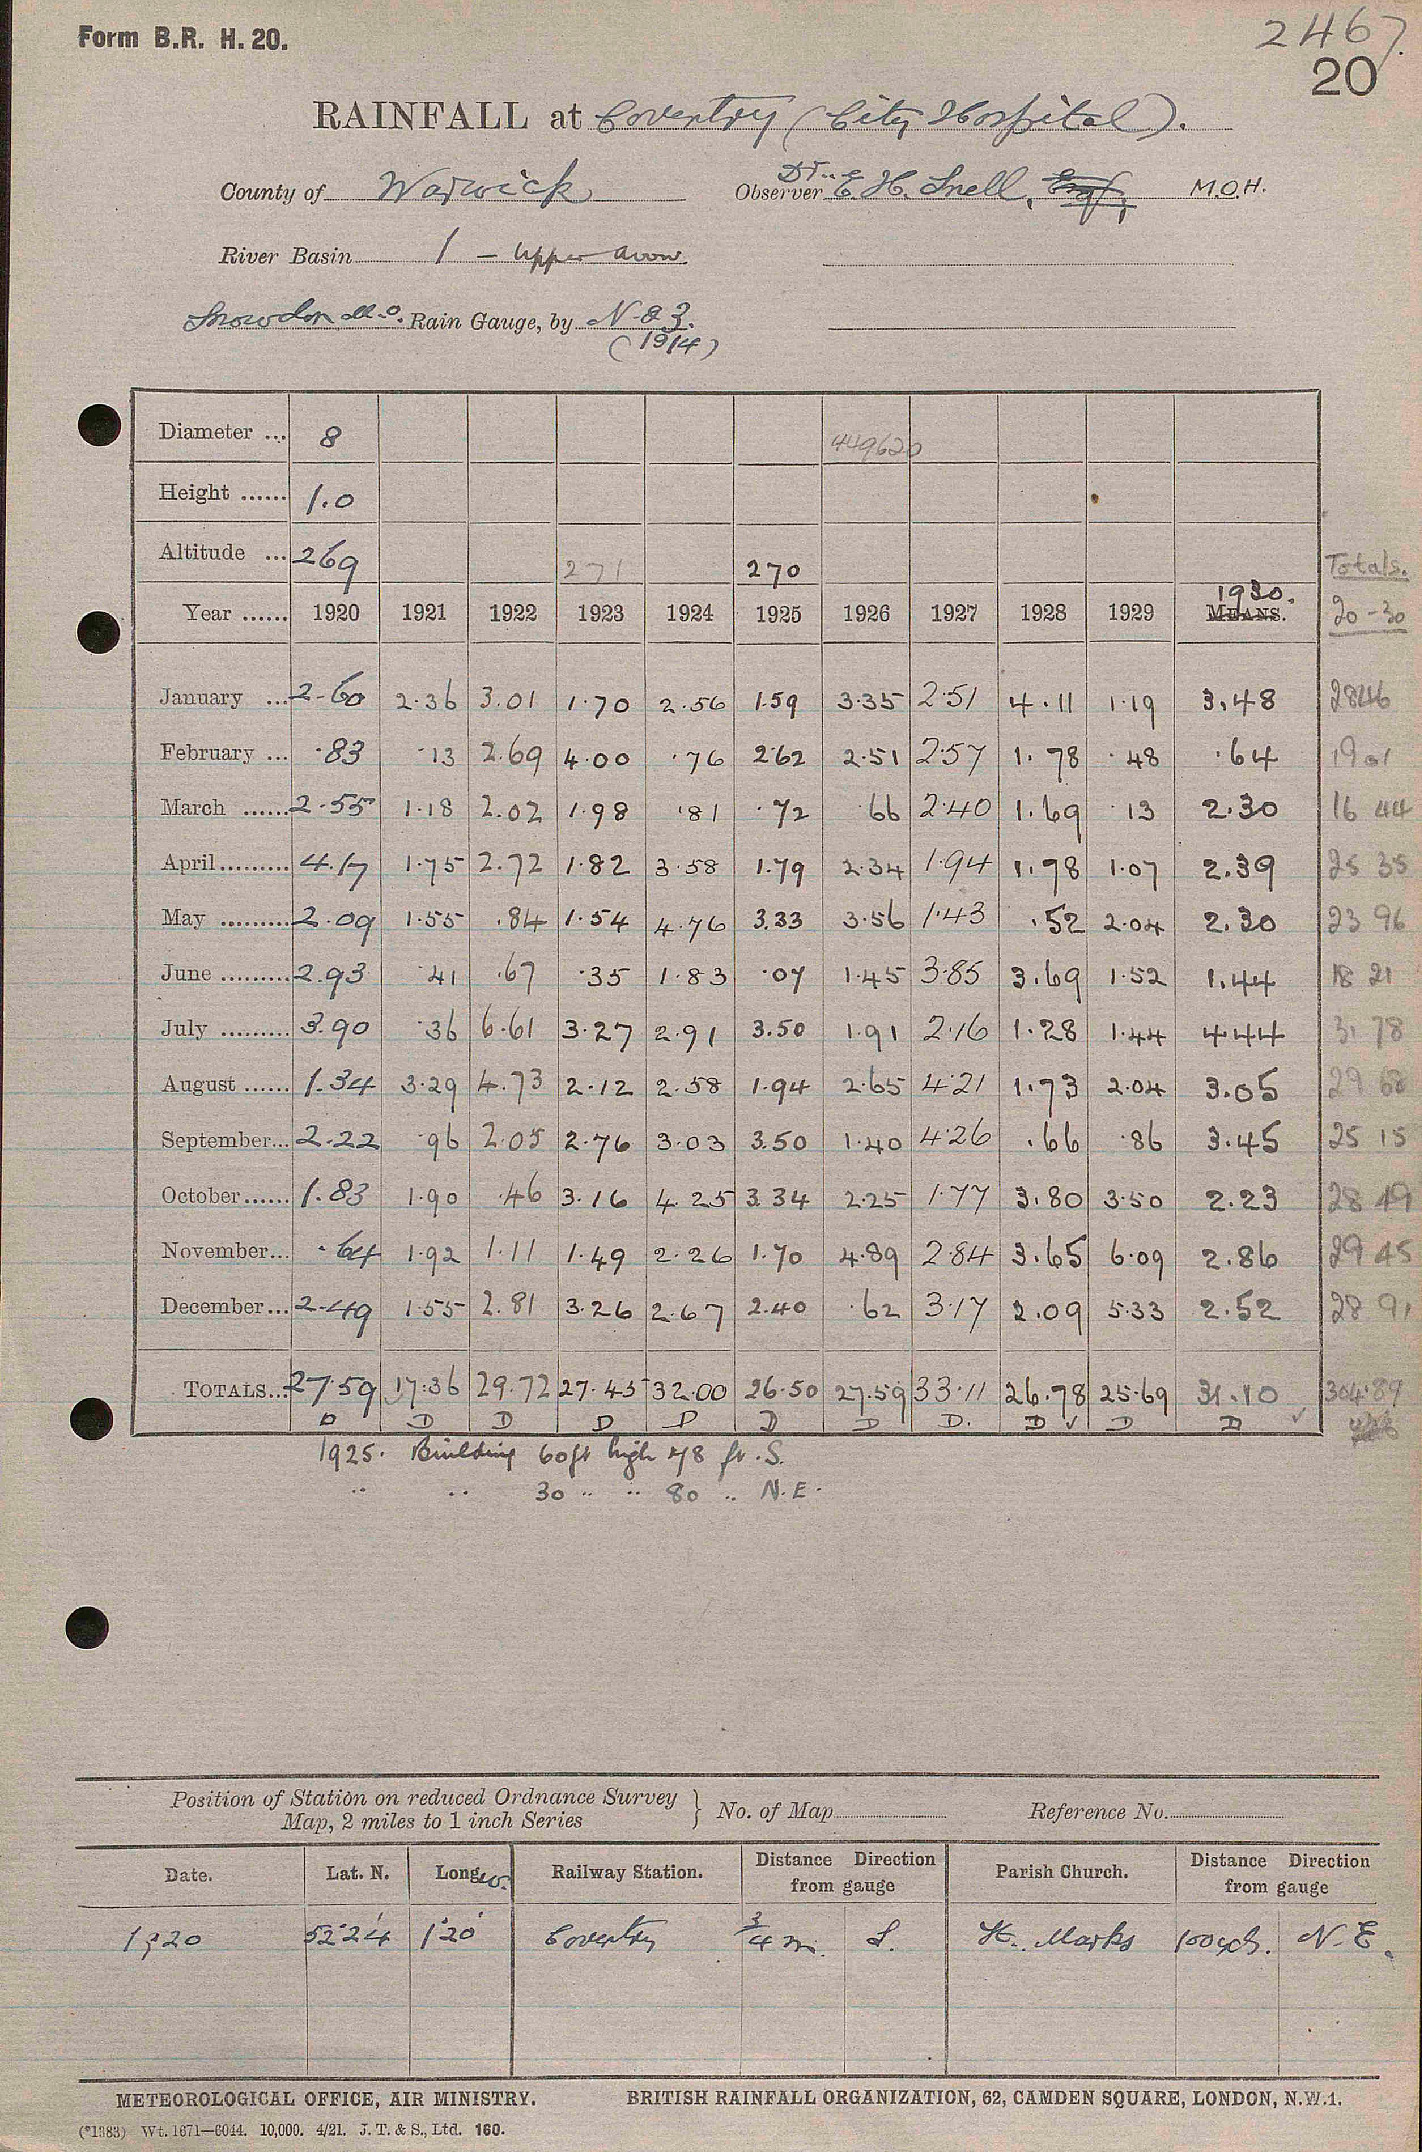 Form B.R. H. 20.
2467.
20
RAINFALL at Coventry (City Hospital).
County of Warwick
Observer Dr. E. H. Snell, M.O.H.
River Basin 1 - Upper Avon
Snowdon M.O. Rain Gauge, by N & Z.
(1914)
Diameter ... 8 449620
Height ...... 1.0
Altitude ... 269 271 270
Totals.
1930.
Year ...... 1920 1921 1922 1923 1924 1925 1926 1927 1928 1929 MEANS. 20-30
January ... 2.60 2.36 3.01 1.70 2.56 1.59 3.35 2.51 4.11 1.19 3.48 2846
February ... .83 .13 2.69 4.00 .76 2.62 2.51 2.57 1.78 .48 .64 1901
March ...... 2.55 1.18 2.02 1.98 .81 .72 .66 2.40 1.69 .13 2.30 16 44
April ......... 4.17 1.75 2.72 1.82 3.58 1.79 2.34 1.94 1.98 1.07 2.39 25 35
May ......... 2.09 1.55 .84 1.54 4.76 3.33 3.56 1.43 .52 2.04 2.30 23 96
June ......... 2.93 .41 .67 .35 1.83 .07 1.45 3.85 3.69 1.52 1.44 18 21
July ......... 3.90 .36 6.61 3.27 2.91 3.50 1.91 2.16 1.28 1.44 4.44 31 78
August ...... 1.34 3.29 4.73 2.12 2.58 1.94 2.65 4.21 1.73 2.04 3.05 29 68
September... 2.22 .96 2.05 2.76 3.03 3.50 1.40 4.26 .66 .86 3.45 25 15
October ...... 1.83 1.90 .46 3.16 4.25 3.34 2.25 1.77 3.80 3.50 2.23 28 49
November... .64 1.92 1.11 1.49 2.26 1.70 4.89 2.84 3.65 6.09 2.86 29 45
December... 2.49 1.55 2.81 3.26 2.67 2.40 .62 3.17 2.09 5.33 2.52 28 91
TOTALS... 27.59 17.36 29.72 27.45 32.00 26.50 27.59 33.11 26.78 25.69 31.10 304.89
D D D D D D D D. D ✓ D D ✓
1925. Building 60ft high 48 ft. S.
" " 30 " " 80 " N.E.
Position of Station on reduced Ordnance Survey
Map, 2 miles to 1 inch Series } No. of Map Reference No.
Date. Lat. N. Long W. Railway Station. Distance Direction from gauge Parish Church. Distance Direction from gauge
1920 52°24' 1°20' Coventry 3/4 m. S. St. Marks 100 yds. N.E.
METEOROLOGICAL OFFICE, AIR MINISTRY. BRITISH RAINFALL ORGANIZATION, 62, CAMDEN SQUARE, LONDON, N.W.1.
(*1383) Wt. 1671—6044. 10,000. 4/21. J. T. & S., Ltd. 160.